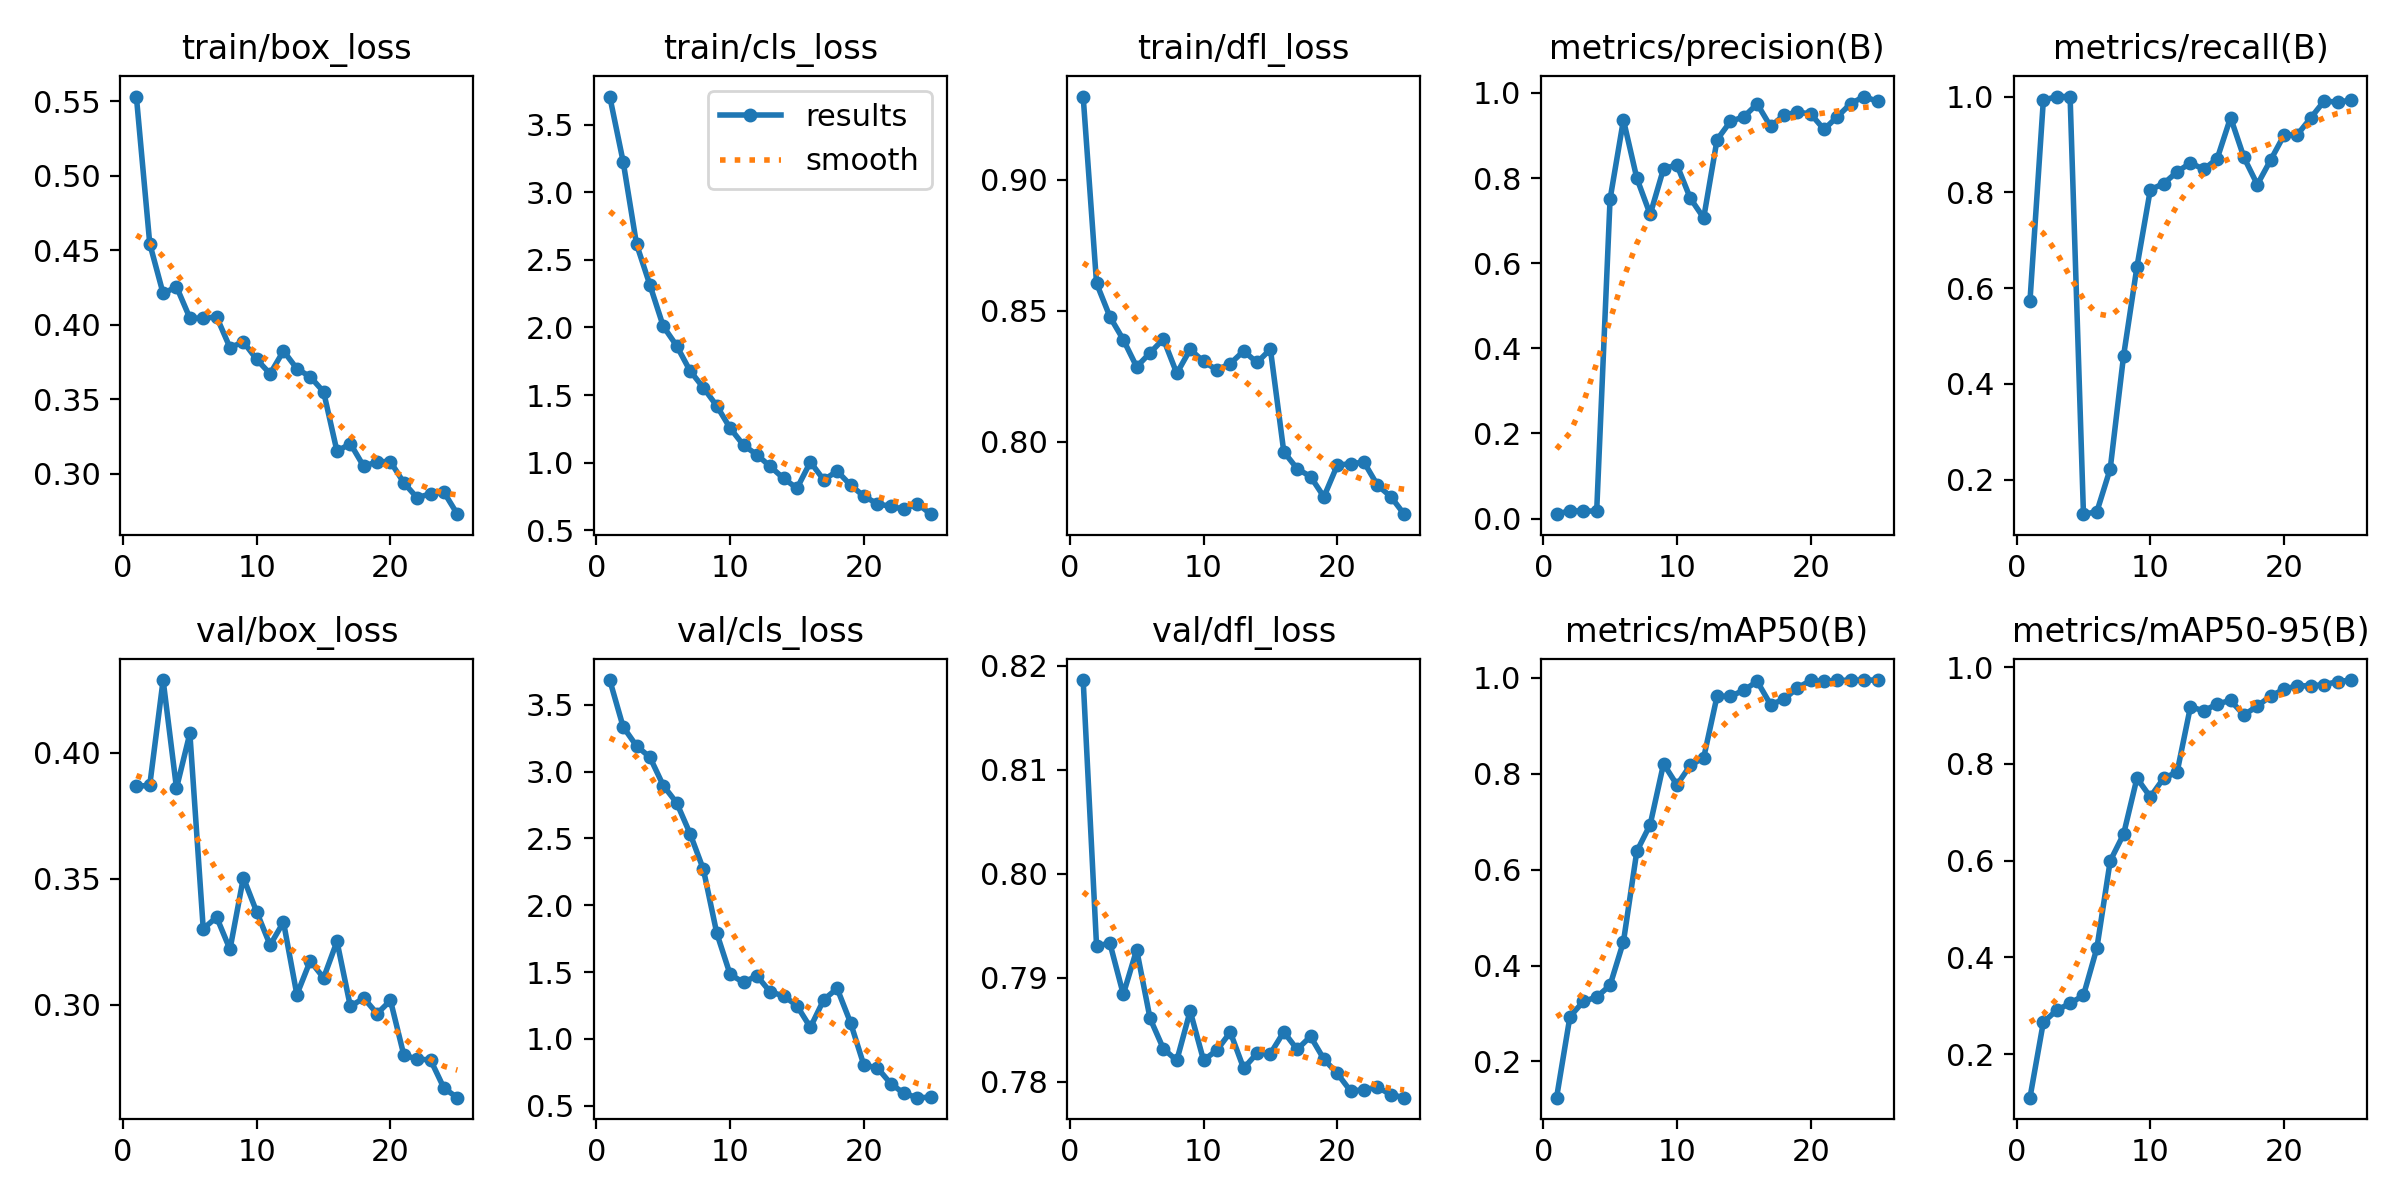 train/box_loss
train/cls_loss
train/dfl_loss
metrics/precision(B)
metrics/recall(B)
0.55
0.50
0.45
0.40
0.35
0.30
0 10 20
3.5
3.0
2.5
2.0
1.5
1.0
0.5
0 10 20
results
smooth
0.90
0.85
0.80
0 10 20
1.0
0.8
0.6
0.4
0.2
0.0
0 10 20
1.0
0.8
0.6
0.4
0.2
0 10 20
val/box_loss
val/cls_loss
val/dfl_loss
metrics/mAP50(B)
metrics/mAP50-95(B)
0.40
0.35
0.30
0 10 20
3.5
3.0
2.5
2.0
1.5
1.0
0.5
0 10 20
0.82
0.81
0.80
0.79
0.78
0 10 20
1.0
0.8
0.6
0.4
0.2
0 10 20
1.0
0.8
0.6
0.4
0.2
0 10 20